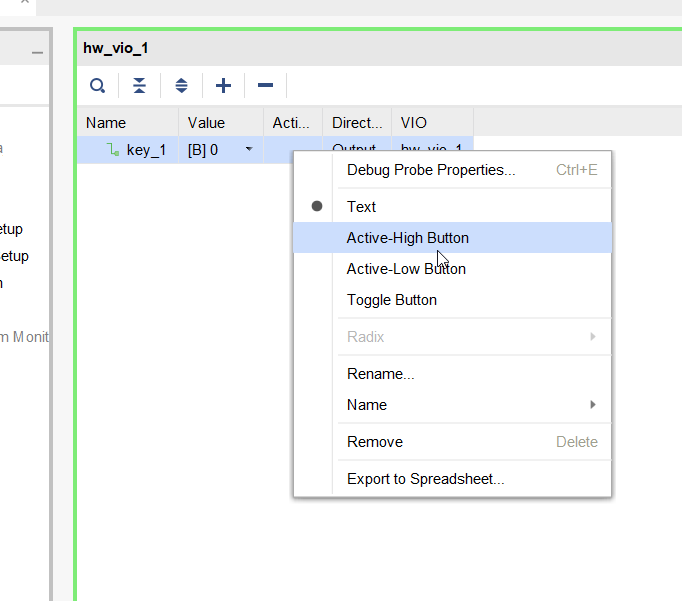 hw_vio_1
Name Value Acti... Direct... VIO
key_1 [B] 0 Output hw_vio_1
Debug Probe Properties... Ctrl+E
Text
Active-High Button
Active-Low Button
Toggle Button
Radix
Rename...
Name
Remove Delete
Export to Spreadsheet...
a
etup
Setup
n
m Monit